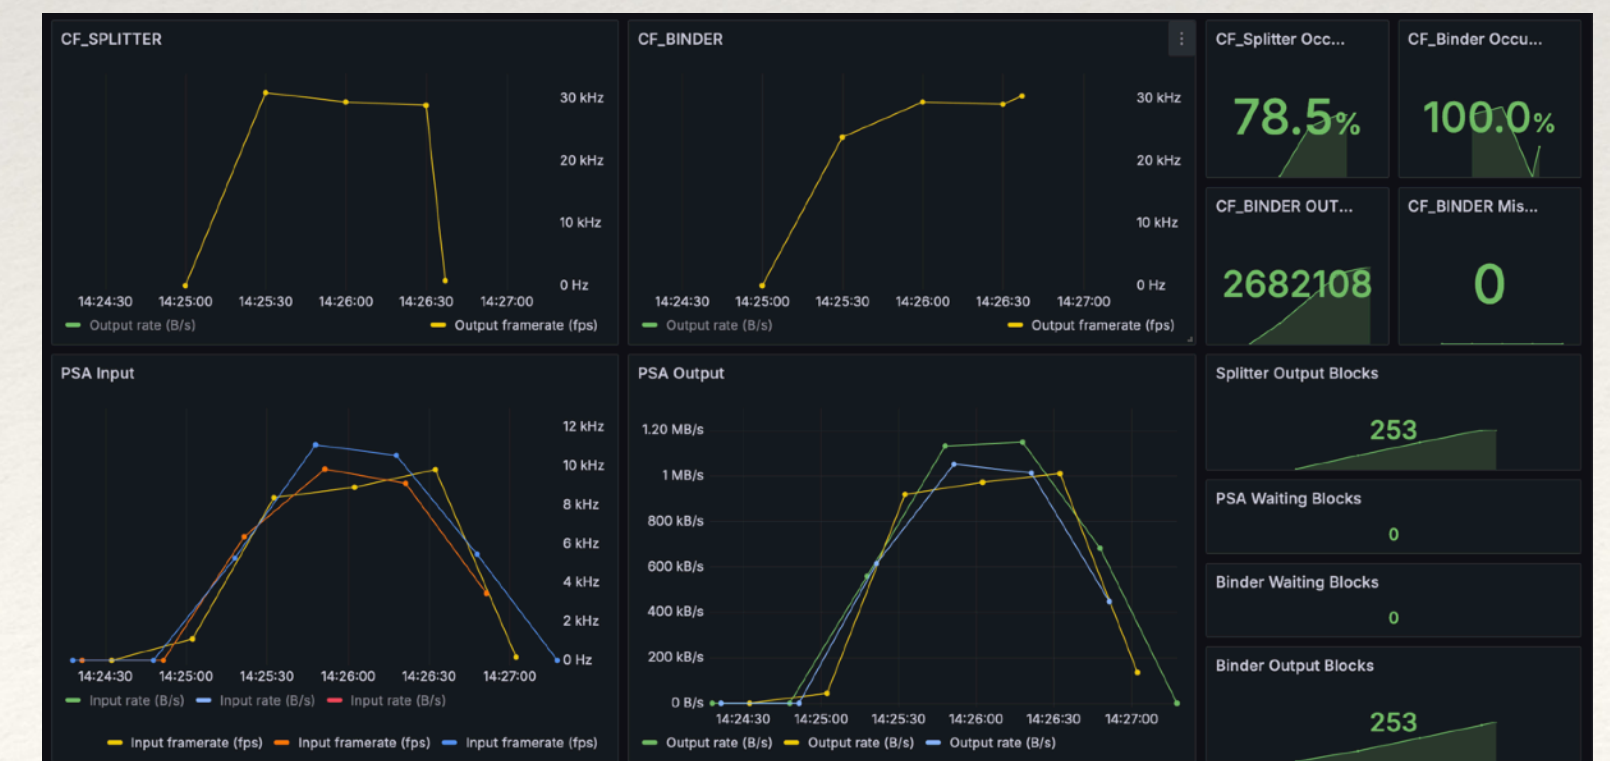 CF_SPLITTER
30 kHz
20 kHz
10 kHz
0 Hz
14:24:30 14:25:00 14:25:30 14:26:00 14:26:30 14:27:00
Output rate (B/s) Output framerate (fps)
CF_BINDER
30 kHz
20 kHz
10 kHz
0 Hz
14:24:30 14:25:00 14:25:30 14:26:00 14:26:30 14:27:00
Output rate (B/s) Output framerate (fps)
CF_Splitter Occ...
78.5%
CF_Binder Occu...
100.0%
CF_BINDER OUT...
2682108
CF_BINDER Mis...
0
PSA Input
12 kHz
10 kHz
8 kHz
6 kHz
4 kHz
2 kHz
0 Hz
14:24:30 14:25:00 14:25:30 14:26:00 14:26:30 14:27:00
Input rate (B/s) Input rate (B/s) Input rate (B/s)
Input framerate (fps) Input framerate (fps) Input framerate (fps)
PSA Output
1.20 MB/s
1 MB/s
800 kB/s
600 kB/s
400 kB/s
200 kB/s
0 B/s
14:24:30 14:25:00 14:25:30 14:26:00 14:26:30 14:27:00
Output rate (B/s) Output rate (B/s) Output rate (B/s)
Splitter Output Blocks
253
PSA Waiting Blocks
0
Binder Waiting Blocks
0
Binder Output Blocks
253